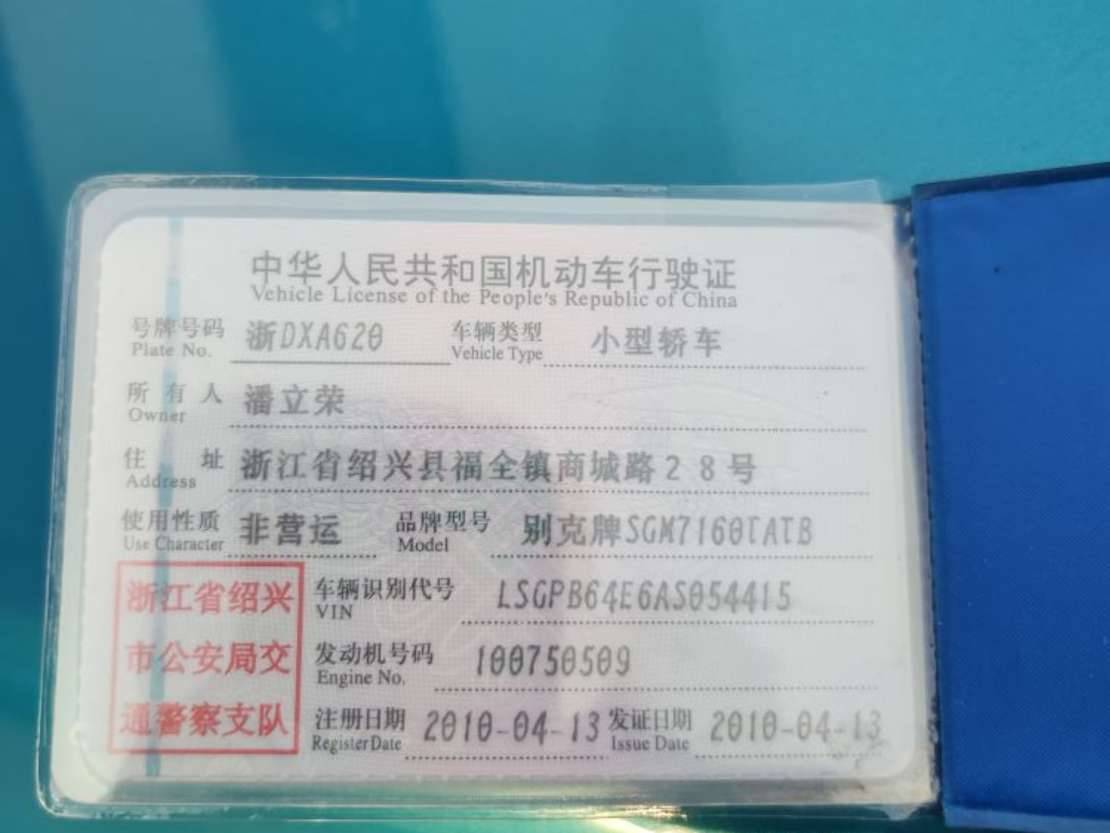 中华人民共和国机动车行驶证
Vehicle License of the People's Republic of China
号牌号码 浙DXA620 车辆类型 小型轿车
Plate No. Vehicle Type
所有人 潘立荣
Owner
住址 浙江省绍兴县福全镇商城路28号
Address
使用性质 非营运 品牌型号 别克牌SGM7160TATB
Use Character Model
浙江省绍兴 车辆识别代号 LSGPB64E6AS054415
VIN
市公安局交 发动机号码 100750509
Engine No.
通警察支队 注册日期 2010-04-13 发证日期 2010-04-13
Register Date Issue Date